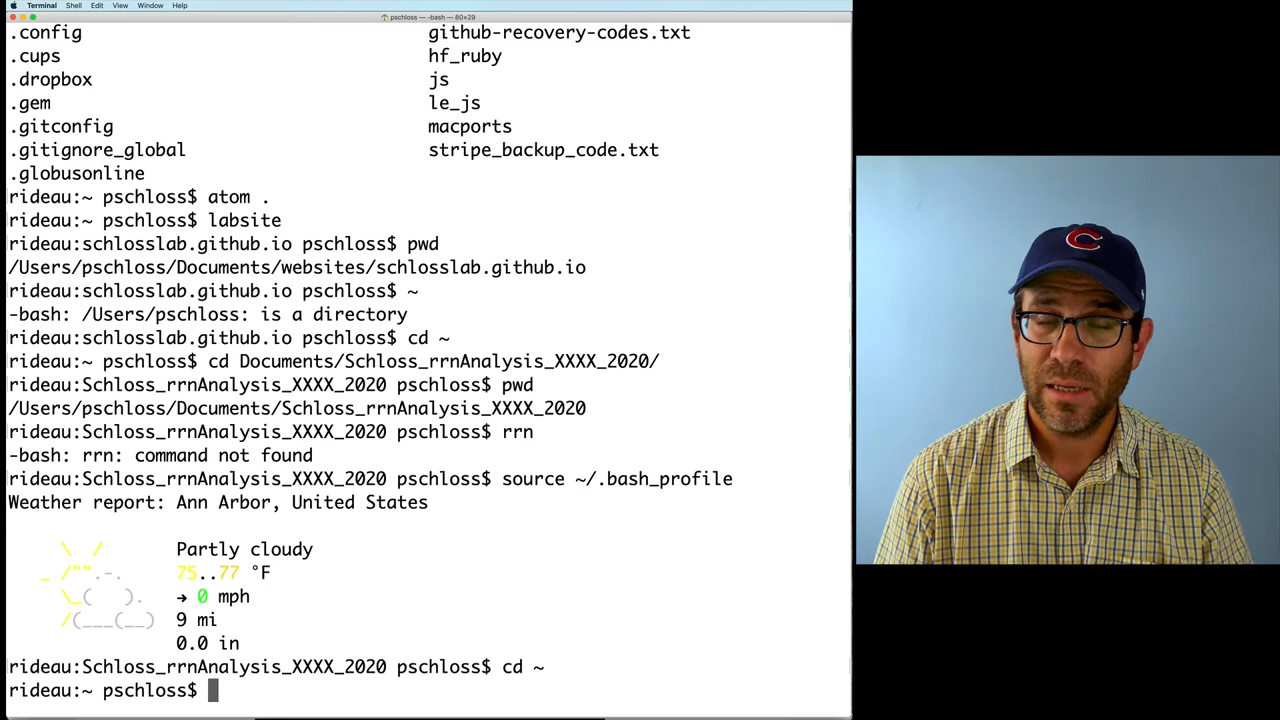 Terminal Shell Edit View Window Help
pschloss — -bash — 80×29
.config github-recovery-codes.txt
.cups hf_ruby
.dropbox js
.gem le_js
.gitconfig macports
.gitignore_global stripe_backup_code.txt
.globusonline
rideau:~ pschloss$ atom .
rideau:~ pschloss$ labsite
rideau:schlosslab.github.io pschloss$ pwd
/Users/pschloss/Documents/websites/schlosslab.github.io
rideau:schlosslab.github.io pschloss$ ~
-bash: /Users/pschloss: is a directory
rideau:schlosslab.github.io pschloss$ cd ~
rideau:~ pschloss$ cd Documents/Schloss_rrnAnalysis_XXXX_2020/
rideau:Schloss_rrnAnalysis_XXXX_2020 pschloss$ pwd
/Users/pschloss/Documents/Schloss_rrnAnalysis_XXXX_2020
rideau:Schloss_rrnAnalysis_XXXX_2020 pschloss$ rrn
-bash: rrn: command not found
rideau:Schloss_rrnAnalysis_XXXX_2020 pschloss$ source ~/.bash_profile
Weather report: Ann Arbor, United States
Partly cloudy
75..77 °F
→ 0 mph
9 mi
0.0 in
rideau:Schloss_rrnAnalysis_XXXX_2020 pschloss$ cd ~
rideau:~ pschloss$
C